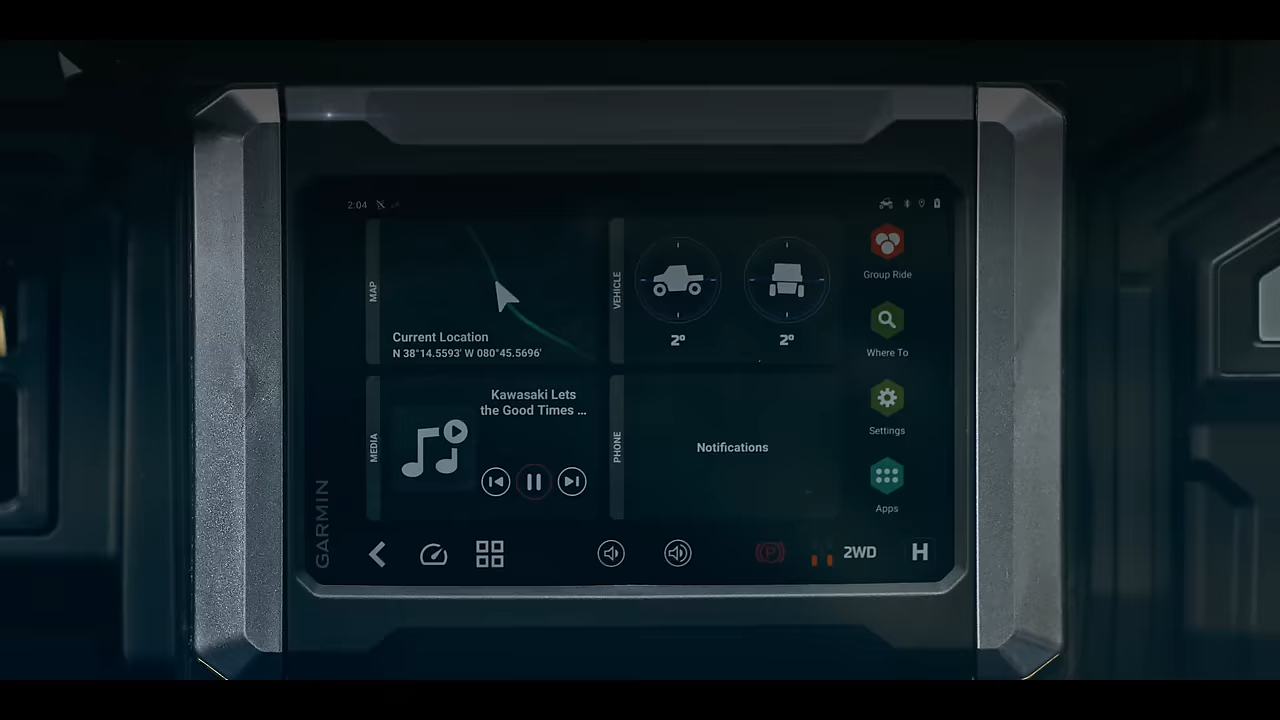 2:04
MAP
Current Location
N 38°14.5593' W 080°45.5696'
VEHICLE
2°
2°
Group Ride
Where To
Settings
Apps
MEDIA
Kawasaki Lets
the Good Times ...
PHONE
Notifications
GARMIN
P
2WD
H